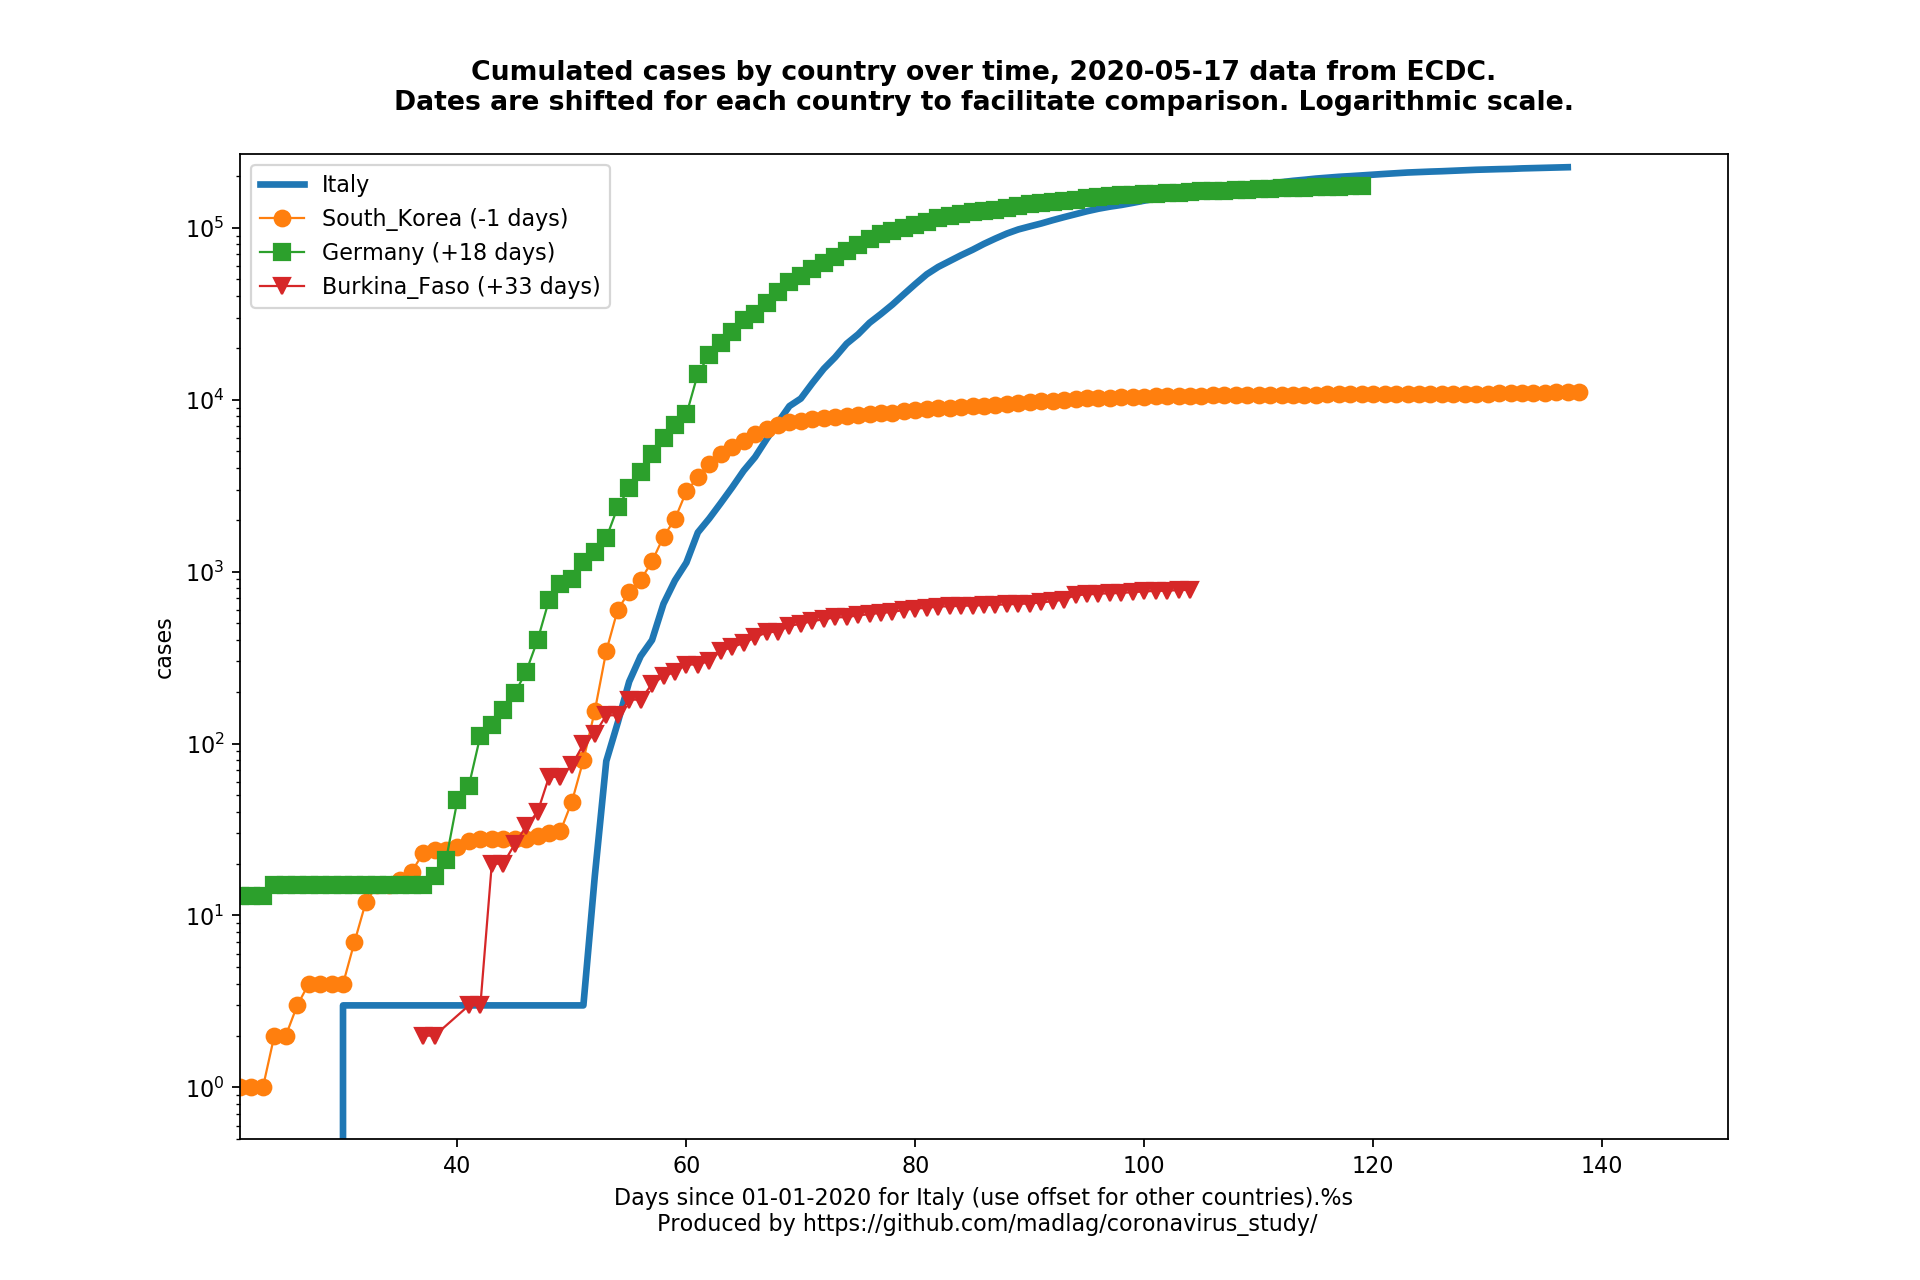 Cumulated cases by country over time, 2020-05-17 data from ECDC.
Dates are shifted for each country to facilitate comparison. Logarithmic scale.
Italy
South_Korea (-1 days)
Germany (+18 days)
Burkina_Faso (+33 days)
10^5
10^4
10^3
10^2
10^1
10^0
cases
40 60 80 100 120 140
Days since 01-01-2020 for Italy (use offset for other countries).%s
Produced by https://github.com/madlag/coronavirus_study/